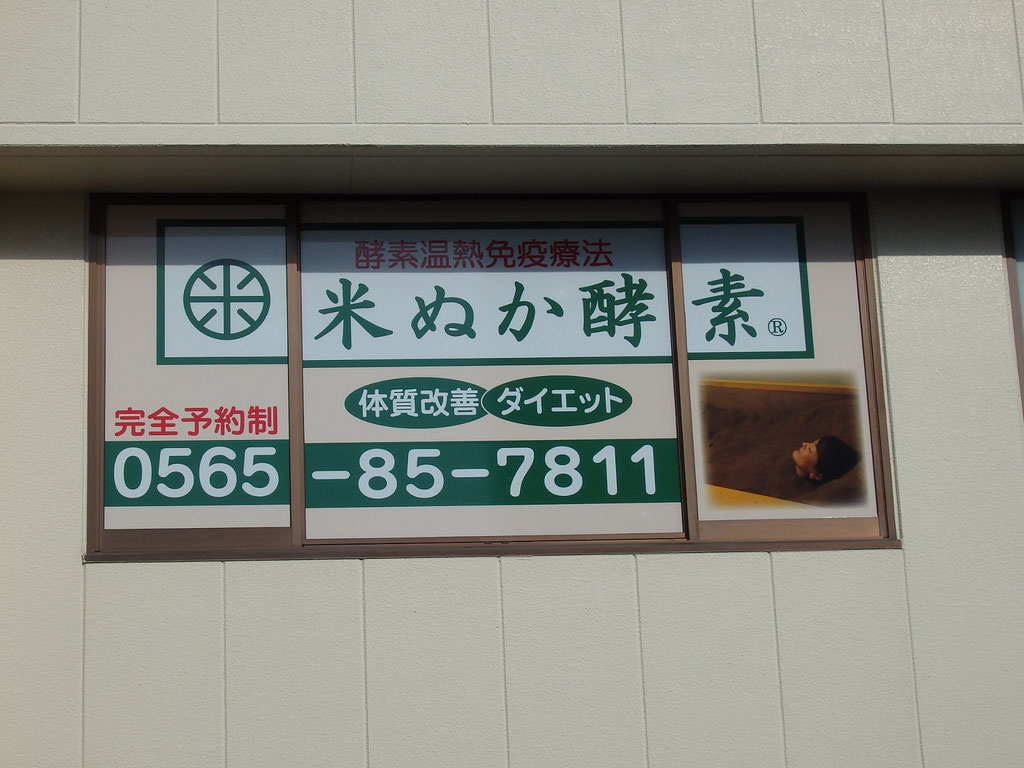 酵素温熱免疫療法
米ぬか酵素®
体質改善 ダイエット
完全予約制
0565-85-7811